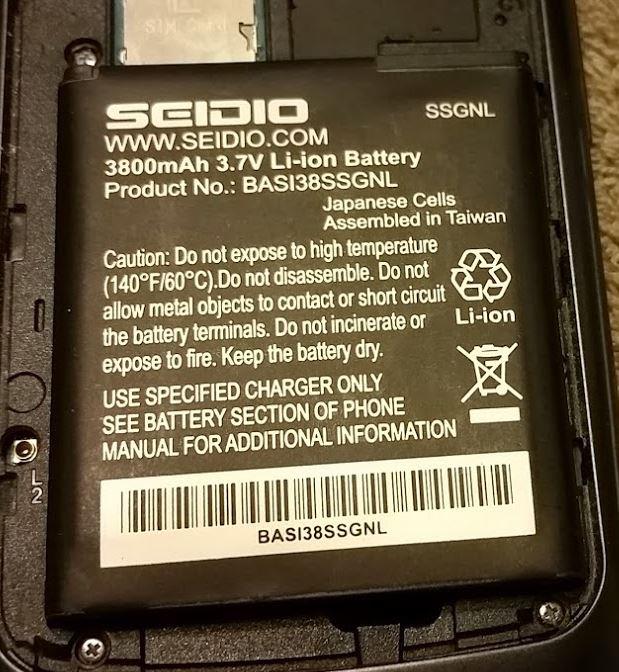 SIM Card
SEIDIO
SSGNL
WWW.SEIDIO.COM
3800mAh 3.7V Li-ion Battery
Product No.: BASI38SSGNL
Japanese Cells
Assembled in Taiwan
Caution: Do not expose to high temperature
(140°F/60°C).Do not disassemble. Do not
allow metal objects to contact or short circuit
the battery terminals. Do not incinerate or
expose to fire. Keep the battery dry.
Li-ion
USE SPECIFIED CHARGER ONLY
SEE BATTERY SECTION OF PHONE
MANUAL FOR ADDITIONAL INFORMATION
BASI38SSGNL
L
2